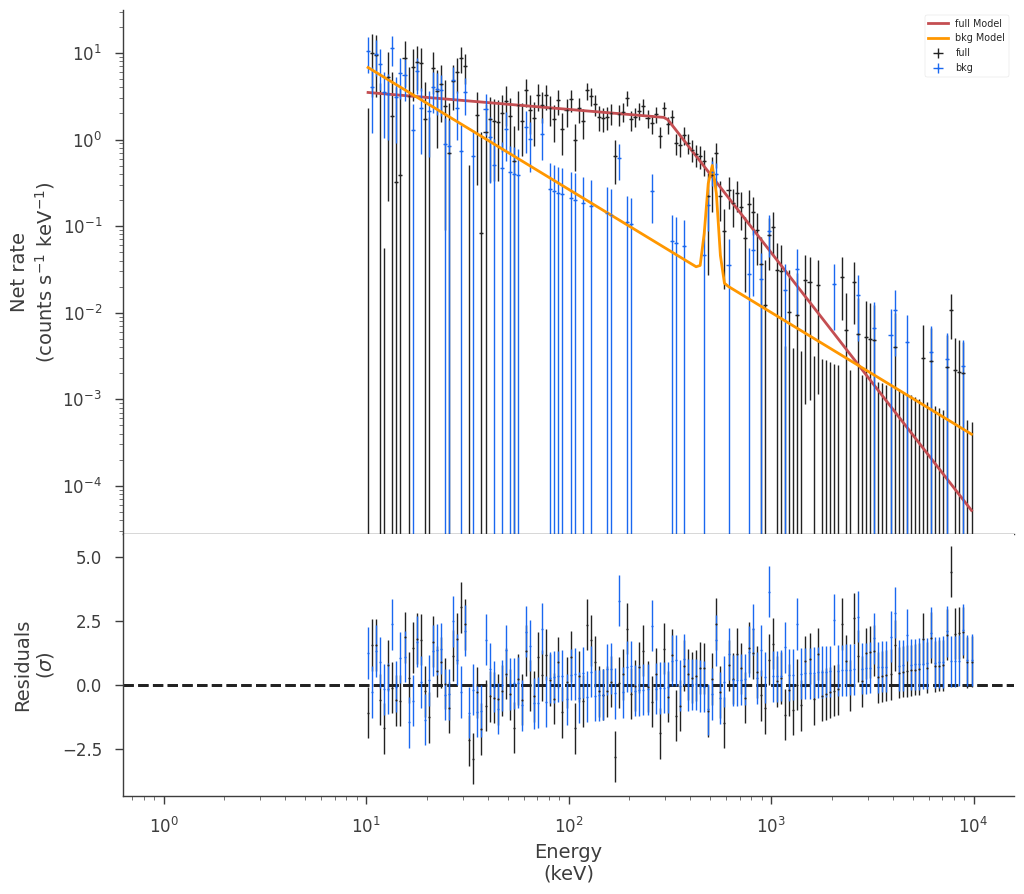 full Model
bkg Model
full
bkg
Net rate
(counts s⁻¹ keV⁻¹)
10¹
10⁰
10⁻¹
10⁻²
10⁻³
10⁻⁴
Residuals
(σ)
5.0
2.5
0.0
−2.5
10⁰ 10¹ 10² 10³ 10⁴
Energy
(keV)